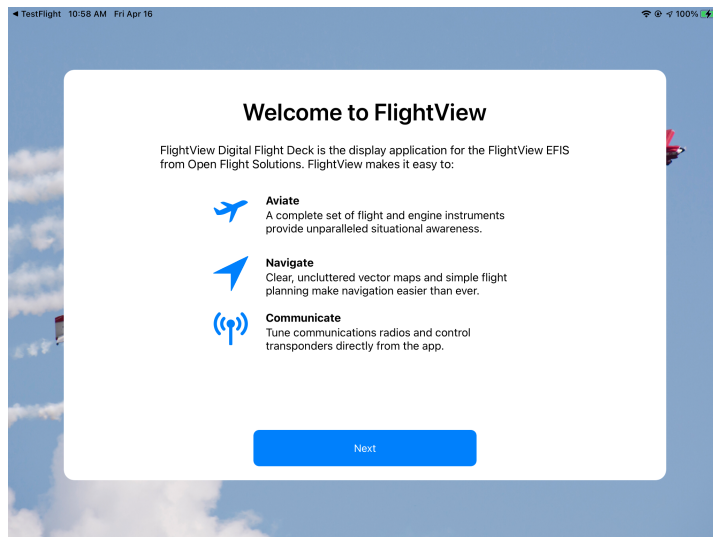 ◀ TestFlight 10:58 AM Fri Apr 16 100%
Welcome to FlightView
FlightView Digital Flight Deck is the display application for the FlightView EFIS
from Open Flight Solutions. FlightView makes it easy to:
Aviate
A complete set of flight and engine instruments
provide unparalleled situational awareness.
Navigate
Clear, uncluttered vector maps and simple flight
planning make navigation easier than ever.
Communicate
Tune communications radios and control
transponders directly from the app.
Next